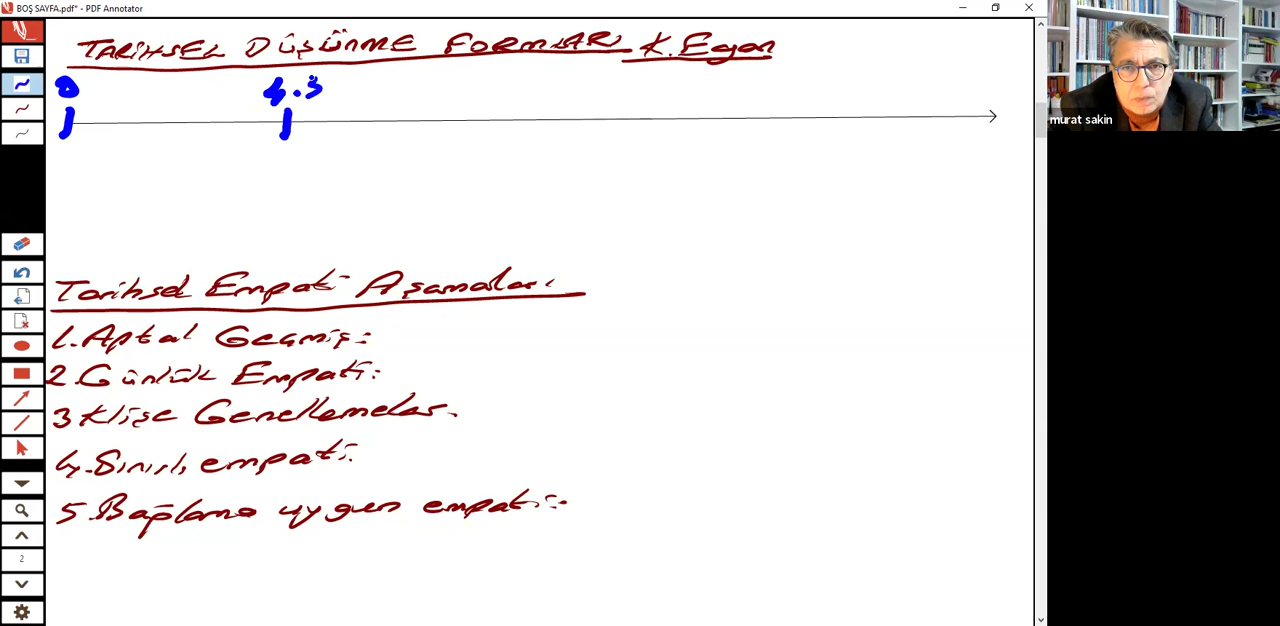 BOŞ SAYFA.pdf* - PDF Annotator
TARİHSEL DÜŞÜNME FORMLARI K. Egan
murat sakin
0 4.5
Tarihsel Empati Aşamaları
1. Aptal Geçmiş:
2. Günlük Empati:
3 Klişe Genellemeler.
4. Sınırlı empati:
5. Bağlama uygun empati:
2